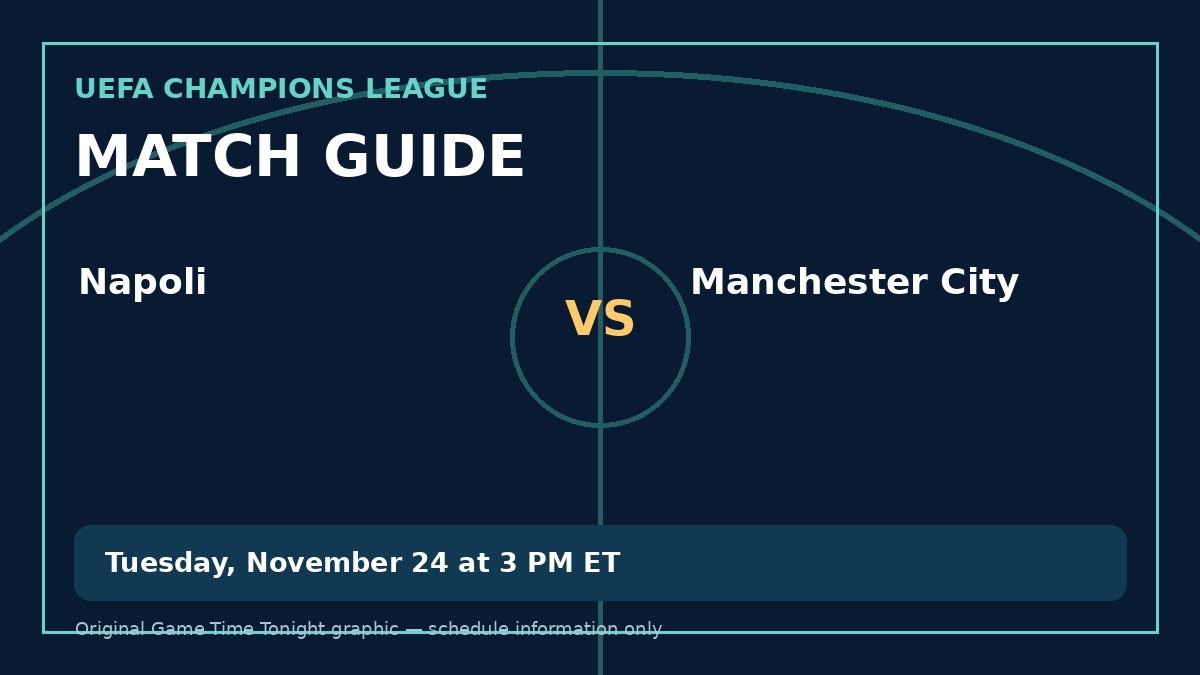 UEFA CHAMPIONS LEAGUE
MATCH GUIDE
Napoli
VS
Manchester City
Tuesday, November 24 at 3 PM ET
Original Game Time Tonight graphic — schedule information only